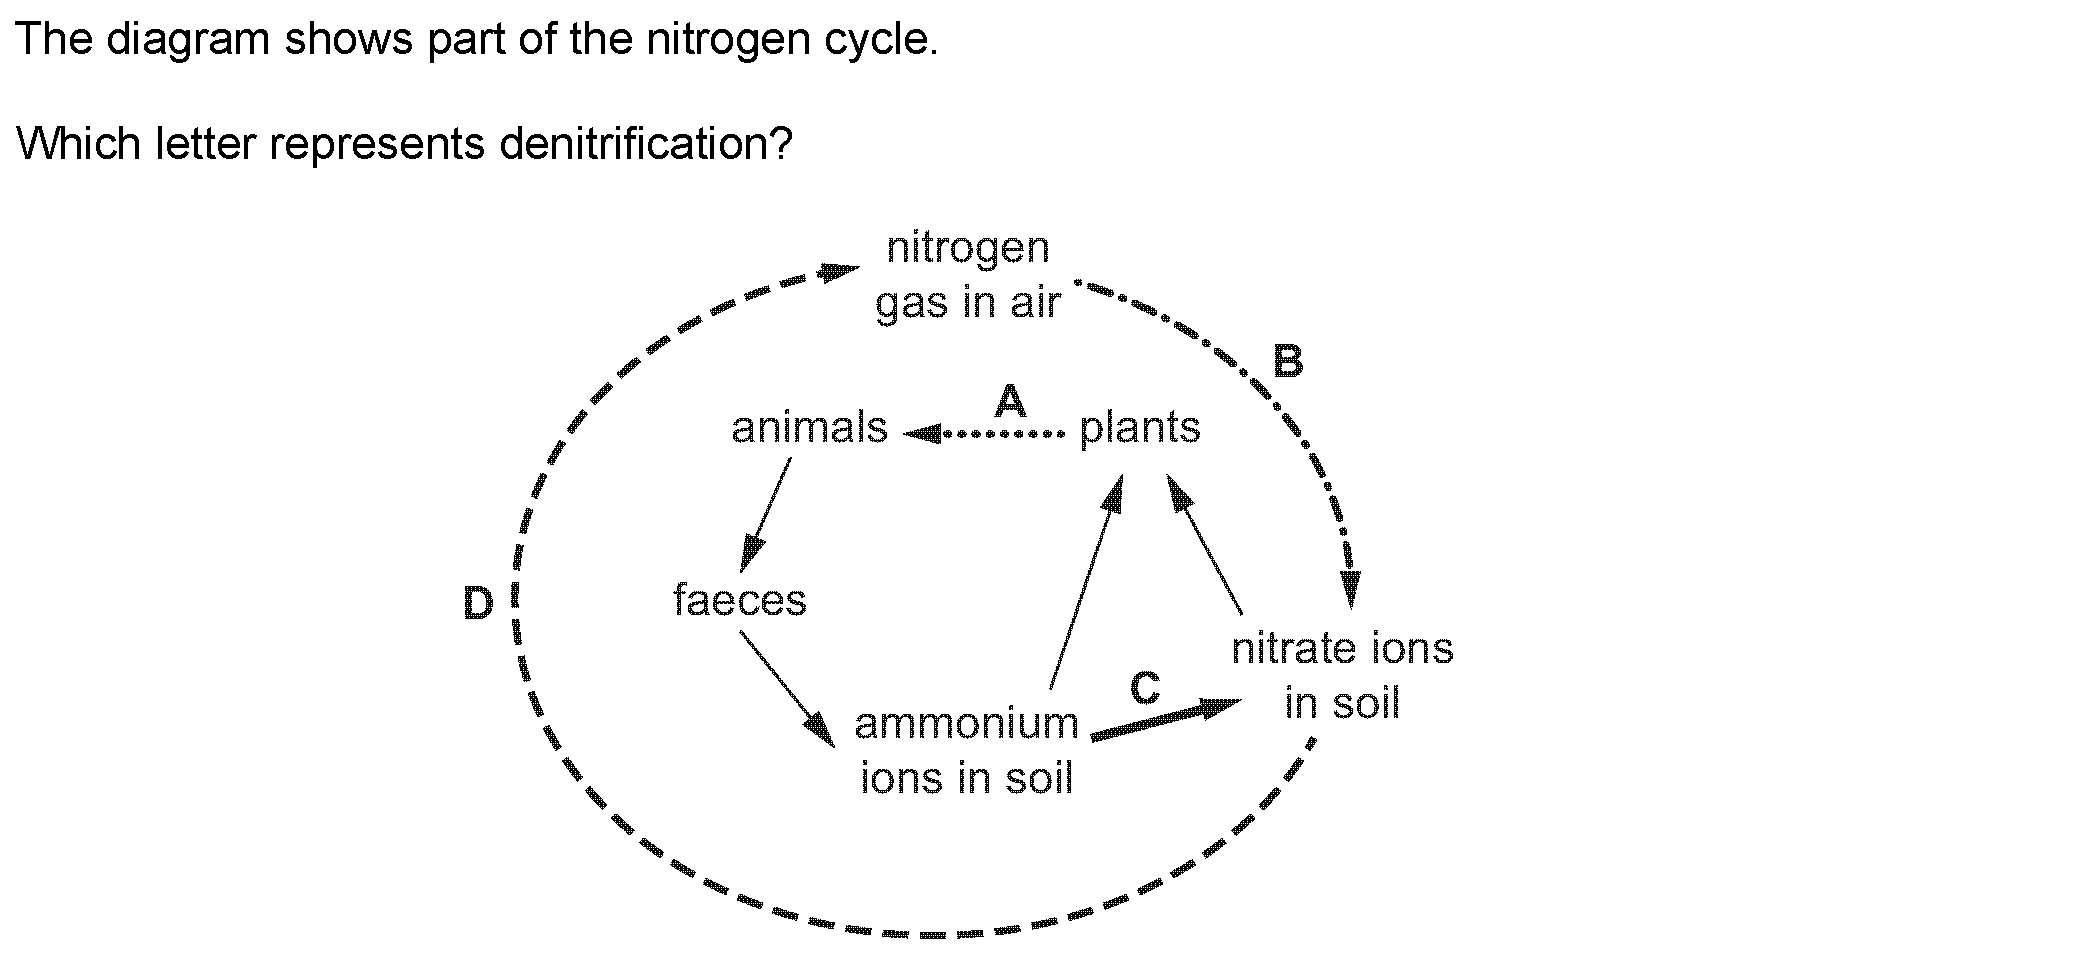 The diagram shows part of the nitrogen cycle.
Which letter represents denitrification?
nitrogen
gas in air
B
A
animals
plants
D
faeces
nitrate ions
in soil
C
ammonium
ions in soil